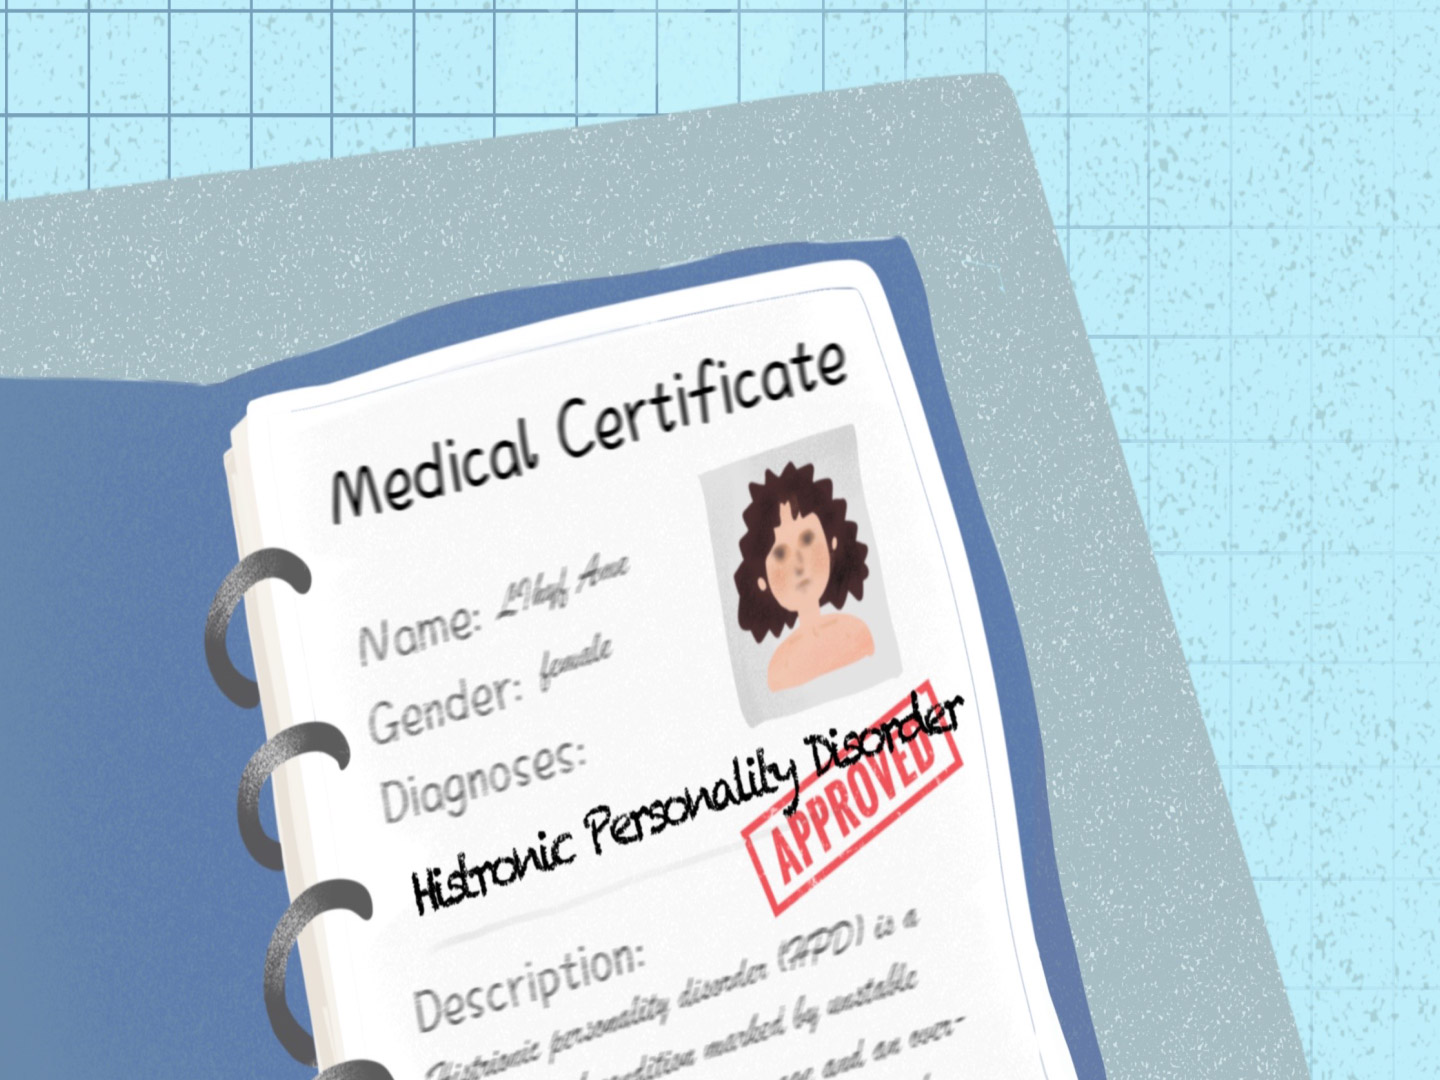 Medical Certificate
Name:
Gender: female
Diagnoses:
Histronic Personality Disorder
APPROVED
Description:
Histrionic personality disorder (HPD) is a
condition marked by unstable
and an over-